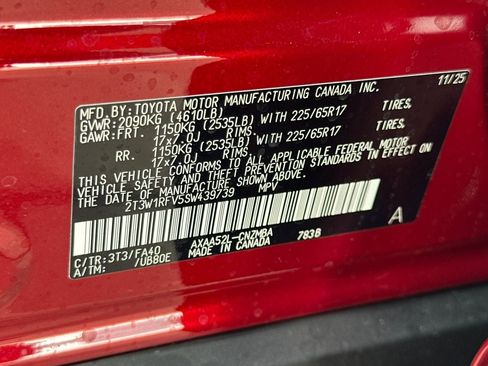 MFD.BY:TOYOTA MOTOR MANUFACTURING CANADA INC. 11/25
GVWR:2090KG (4610LB)
GAWR:FRT. 1150KG (2535LB) WITH 225/65R17 TIRES,
17x7.0J RIMS,
RR. 1150KG (2535LB) WITH 225/65R17 TIRES,
17x7.0J RIMS,
THIS VEHICLE CONFORMS TO ALL APPLICABLE FEDERAL MOTOR
VEHICLE SAFETY AND THEFT PREVENTION STANDARDS IN EFFECT ON
THE DATE OF MANUFACTURE SHOWN ABOVE.
2T3W1RFV5SW439739 MPV
A
C/TR:3T3/FA40 AXAA52L-CNZMBA 783B
A/TM: /UB80E MADE IN CANADA